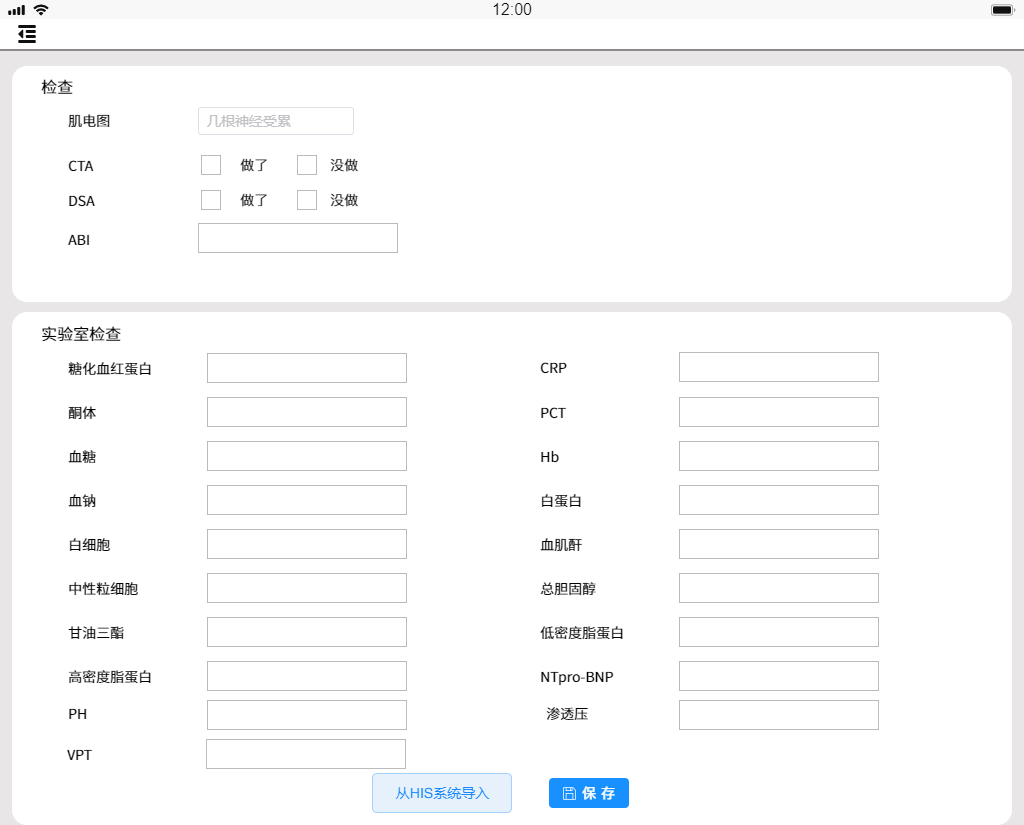 12:00
检查
肌电图 几根神经受累
CTA 做了 没做
DSA 做了 没做
ABI
实验室检查
糖化血红蛋白 CRP
酮体 PCT
血糖 Hb
血钠 白蛋白
白细胞 血肌酐
中性粒细胞 总胆固醇
甘油三酯 低密度脂蛋白
高密度脂蛋白 NTpro-BNP
PH 渗透压
VPT
从HIS系统导入 保存